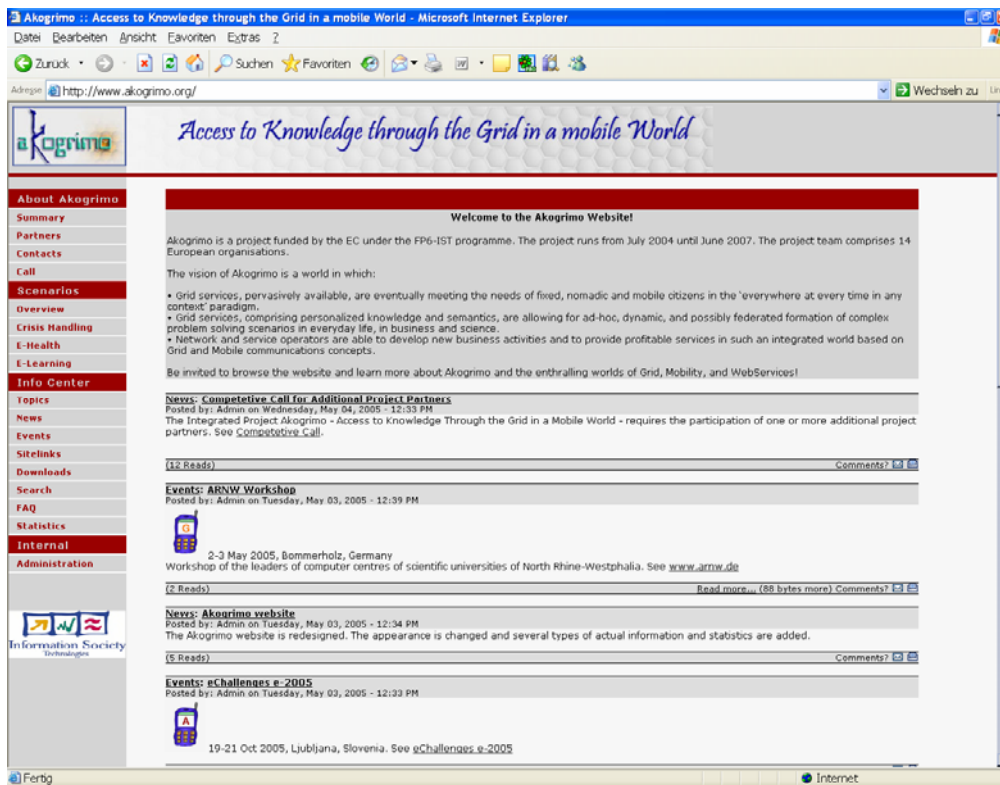 Akogrimo :: Access to Knowledge through the Grid in a mobile World - Microsoft Internet Explorer
Datei Bearbeiten Ansicht Favoriten Extras ?
Zurück Suchen Favoriten
Adresse http://www.akogrimo.org/ Wechseln zu
akogrimo
Access to Knowledge through the Grid in a mobile World
About Akogrimo
Summary
Partners
Contacts
Call
Scenarios
Overview
Crisis Handling
E-Health
E-Learning
Info Center
Topics
News
Events
Sitelinks
Downloads
Search
FAQ
Statistics
Internal
Administration
Information Society
Technologies
Welcome to the Akogrimo Website!
Akogrimo is a project funded by the EC under the FP6-IST programme. The project runs from July 2004 until June 2007. The project team comprises 14
European organisations.
The vision of Akogrimo is a world in which:
• Grid services, pervasively available, are eventually meeting the needs of fixed, nomadic and mobile citizens in the 'everywhere at every time in any
context' paradigm.
• Grid services, comprising personalized knowledge and semantics, are allowing for ad-hoc, dynamic, and possibly federated formation of complex
problem solving scenarios in everyday life, in business and science.
• Network and service operators are able to develop new business activities and to provide profitable services in such an integrated world based on
Grid and Mobile communications concepts.
Be invited to browse the website and learn more about Akogrimo and the enthralling worlds of Grid, Mobility, and WebServices!
News: Competetive Call for Additional Project Partners
Posted by: Admin on Wednesday, May 04, 2005 - 12:33 PM
The Integrated Project Akogrimo - Access to Knowledge Through the Grid in a Mobile World - requires the participation of one or more additional project
partners. See Competetive Call.
(12 Reads) Comments?
Events: ARNW Workshop
Posted by: Admin on Tuesday, May 03, 2005 - 12:39 PM
G
2-3 May 2005, Bommerholz, Germany
Workshop of the leaders of computer centres of scientific universities of North Rhine-Westphalia. See www.arnw.de
(2 Reads) Read more... (88 bytes more) Comments?
News: Akogrimo website
Posted by: Admin on Tuesday, May 03, 2005 - 12:34 PM
The Akogrimo website is redesigned. The appearance is changed and several types of actual information and statistics are added.
(5 Reads) Comments?
Events: eChallenges e-2005
Posted by: Admin on Tuesday, May 03, 2005 - 12:33 PM
A
19-21 Oct 2005, Ljubljana, Slovenia. See eChallenges e-2005
Fertig Internet